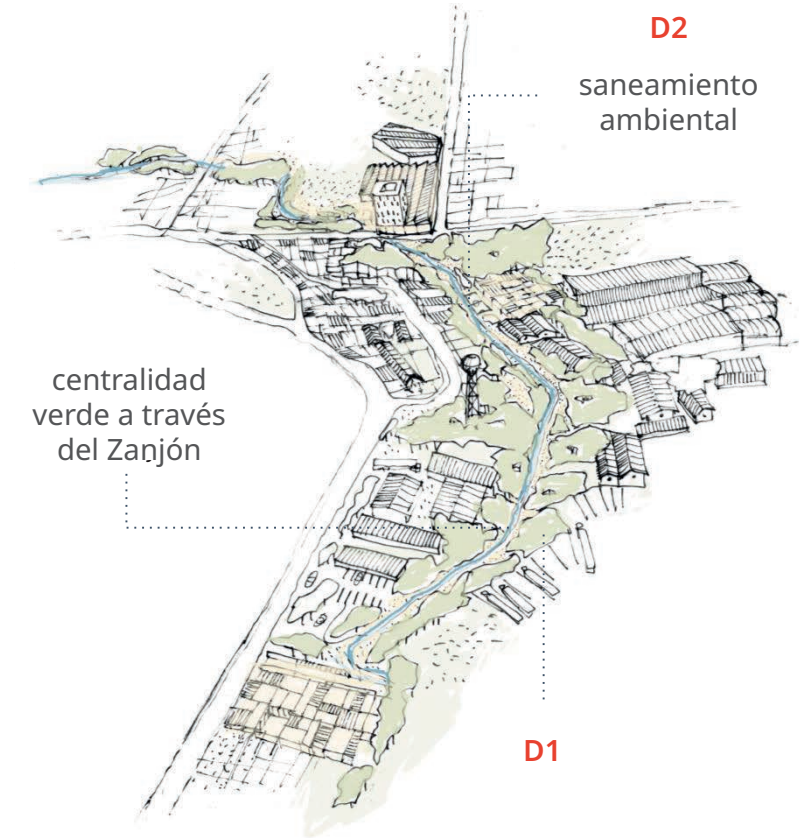 D2
saneamiento
ambiental
centralidad
verde a través
del Zanjón
D1